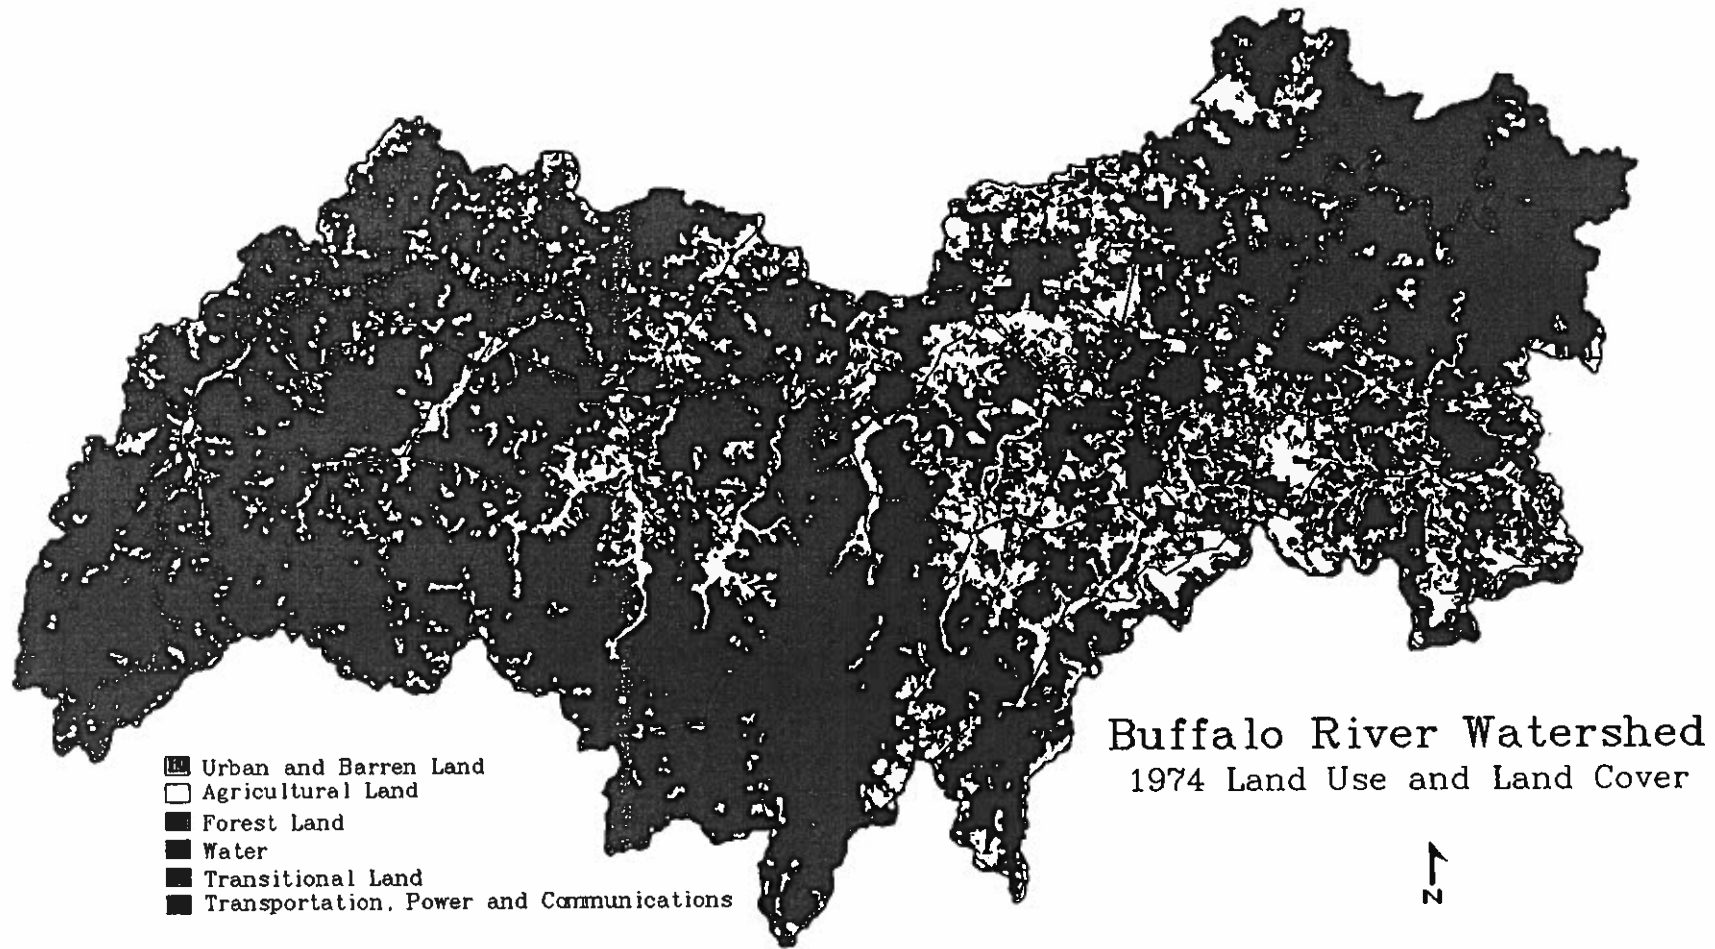 Buffalo River Watershed
1974 Land Use and Land Cover
Urban and Barren Land
Agricultural Land
Forest Land
Water
Transitional Land
Transportation, Power and Communications
N